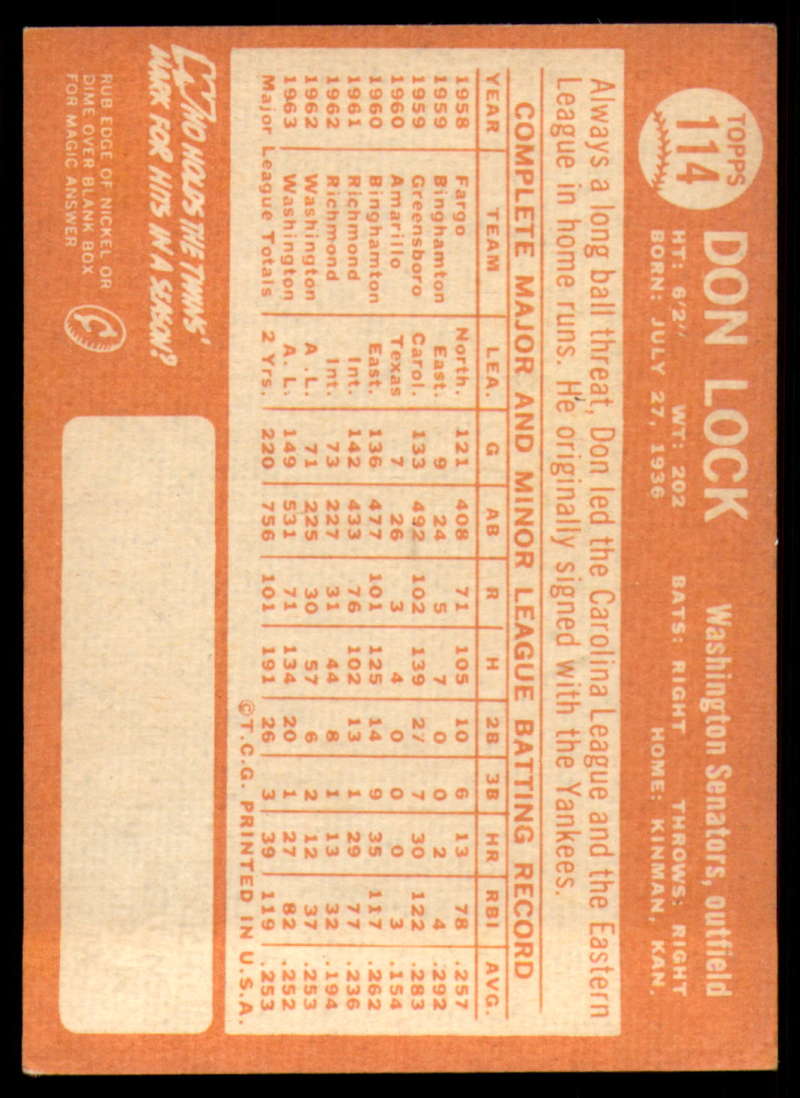 TOPPS
114
DON LOCK
Washington Senators, outfield
HT: 6'2" WT: 202 BATS: RIGHT THROWS: RIGHT
BORN: JULY 27, 1936 HOME: KINMAN, KAN.
Always a long ball threat, Don led the Carolina League and the Eastern
League in home runs. He originally signed with the Yankees.
COMPLETE MAJOR AND MINOR LEAGUE BATTING RECORD
YEAR TEAM LEA. G AB R H 2B 3B HR RBI AVG.
1958 Fargo North. 121 408 71 105 10 6 13 78 .257
1959 Binghamton East. 9 24 5 7 0 0 2 4 .292
1959 Greensboro Carol. 133 492 102 139 27 7 30 122 .283
1960 Amarillo Texas 7 26 3 4 0 0 0 3 .154
1960 Binghamton East. 136 477 101 125 14 9 35 117 .262
1961 Richmond Int. 142 433 76 102 13 1 29 77 .236
1962 Richmond Int. 73 227 31 44 8 1 13 32 .194
1962 Washington A.L. 71 225 30 57 6 2 12 37 .253
1963 Washington A.L. 149 531 71 134 20 1 27 82 .252
Major League Totals 2 Yrs. 220 756 101 191 26 3 39 119 .253
©T.C.G. PRINTED IN U.S.A.
WHO HOLDS THE TWINS'
MARK FOR HITS IN A SEASON?
RUB EDGE OF NICKEL OR
DIME OVER BLANK BOX
FOR MAGIC ANSWER